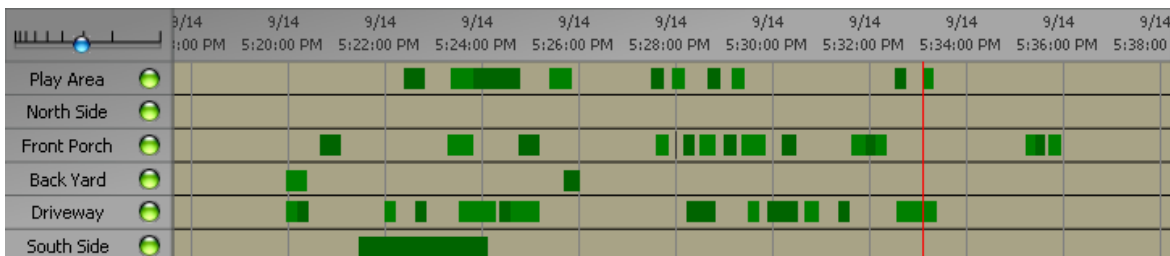 9/14 9/14 9/14 9/14 9/14 9/14 9/14 9/14 9/14 9/14 9/14
:00 PM 5:20:00 PM 5:22:00 PM 5:24:00 PM 5:26:00 PM 5:28:00 PM 5:30:00 PM 5:32:00 PM 5:34:00 PM 5:36:00 PM 5:38:00
Play Area
North Side
Front Porch
Back Yard
Driveway
South Side